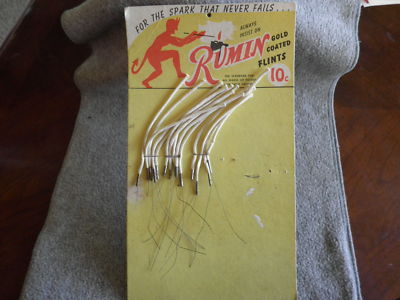 FOR THE SPARK THAT NEVER FAILS...
ALWAYS
INSIST ON
RUMIN
GOLD
COATED
FLINTS
10c